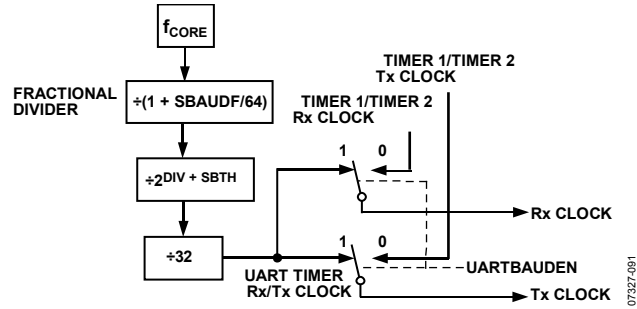 fCORE
FRACTIONAL
DIVIDER
÷(1 + SBAUDF/64)
÷2DIV + SBTH
÷32
TIMER 1/TIMER 2
Tx CLOCK
TIMER 1/TIMER 2
Rx CLOCK
1 0
Rx CLOCK
1 0
UART TIMER
Rx/Tx CLOCK
UARTBAUDEN
Tx CLOCK
07327-091